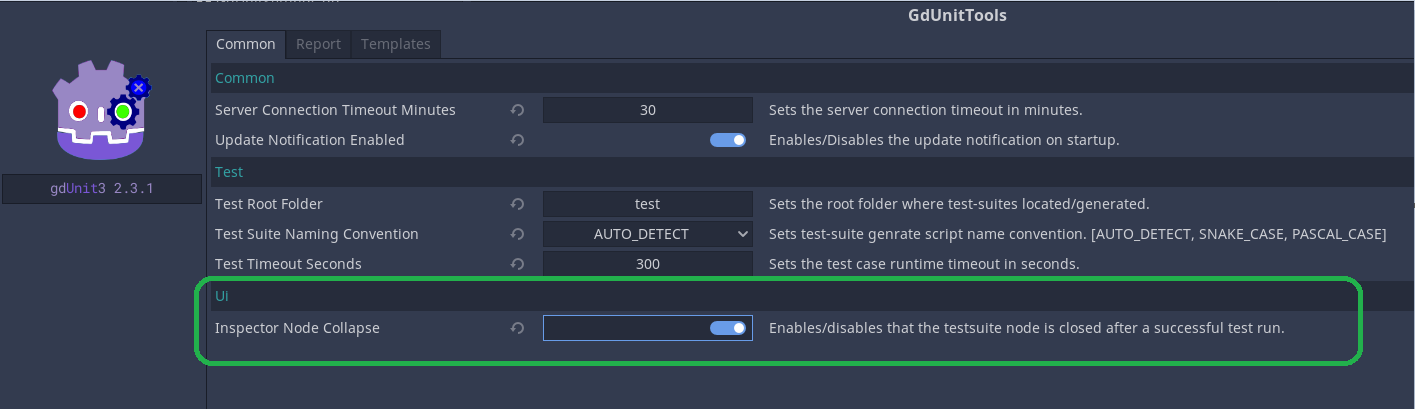 GdUnitTools
Common Report Templates
Common
Server Connection Timeout Minutes 30 Sets the server connection timeout in minutes.
Update Notification Enabled Enables/Disables the update notification on startup.
Test
gdUnit3 2.3.1
Test Root Folder test Sets the root folder where test-suites located/generated.
Test Suite Naming Convention AUTO_DETECT Sets test-suite genrate script name convention. [AUTO_DETECT, SNAKE_CASE, PASCAL_CASE]
Test Timeout Seconds 300 Sets the test case runtime timeout in seconds.
UI
Inspector Node Collapse Enables/disables that the testsuite node is closed after a successful test run.